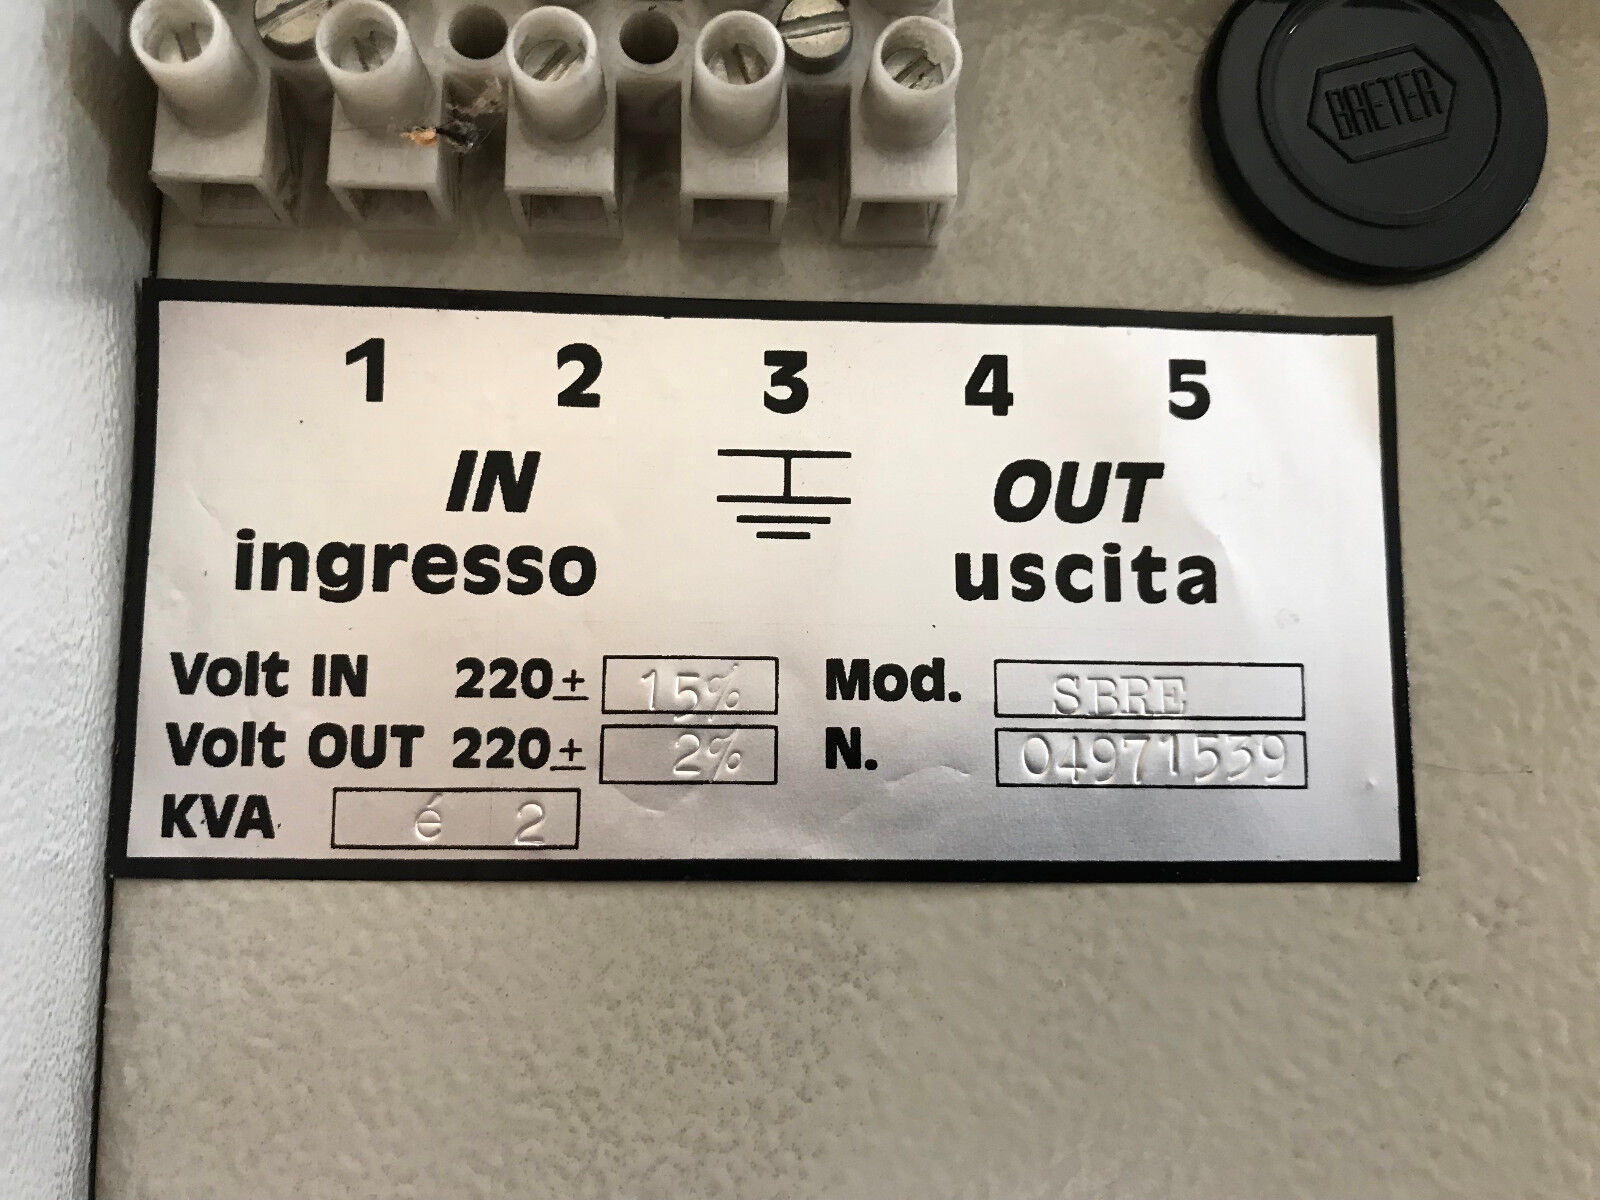 BRETER
1 2 3 4 5
IN OUT
ingresso uscita
Volt IN 220± 15% Mod. SBRE
Volt OUT 220± 2% N. 04971539
KVA é 2